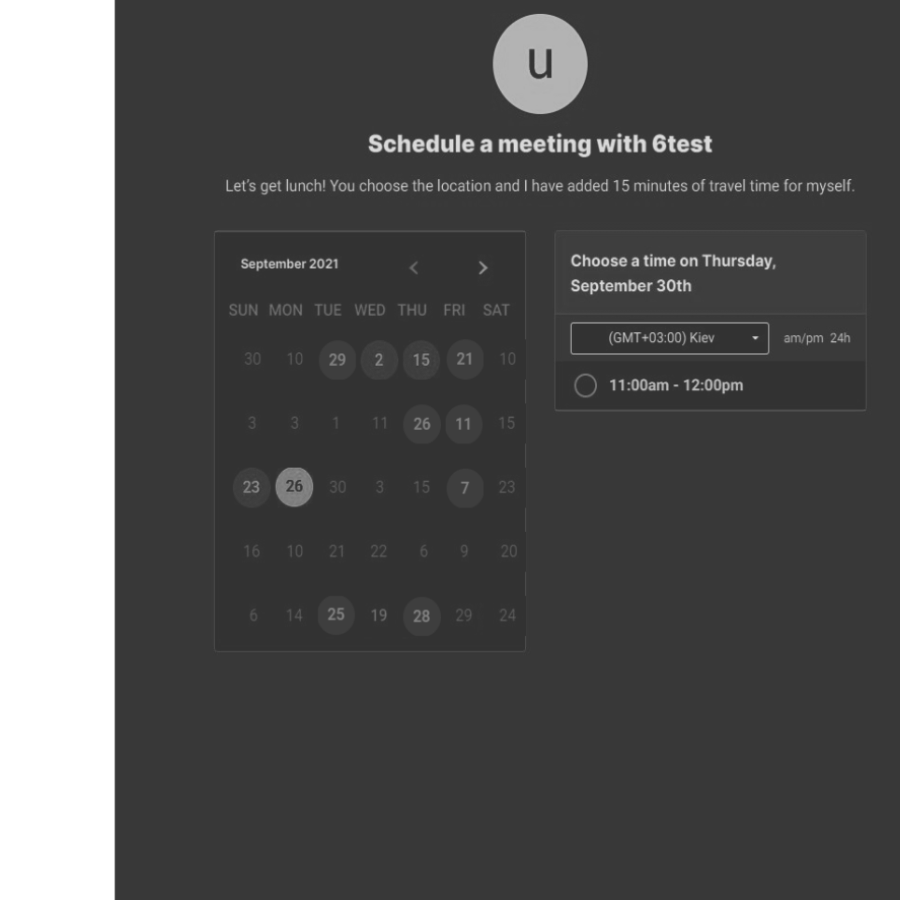 u
Schedule a meeting with 6test
Let's get lunch! You choose the location and I have added 15 minutes of travel time for myself.
September 2021
SUN MON TUE WED THU FRI SAT
30 10 29 2 15 21 10
3 3 1 11 26 11 15
23 26 30 3 15 7 23
16 10 21 22 6 9 20
6 14 25 19 28 29 24
Choose a time on Thursday,
September 30th
(GMT+03:00) Kiev am/pm 24h
11:00am - 12:00pm